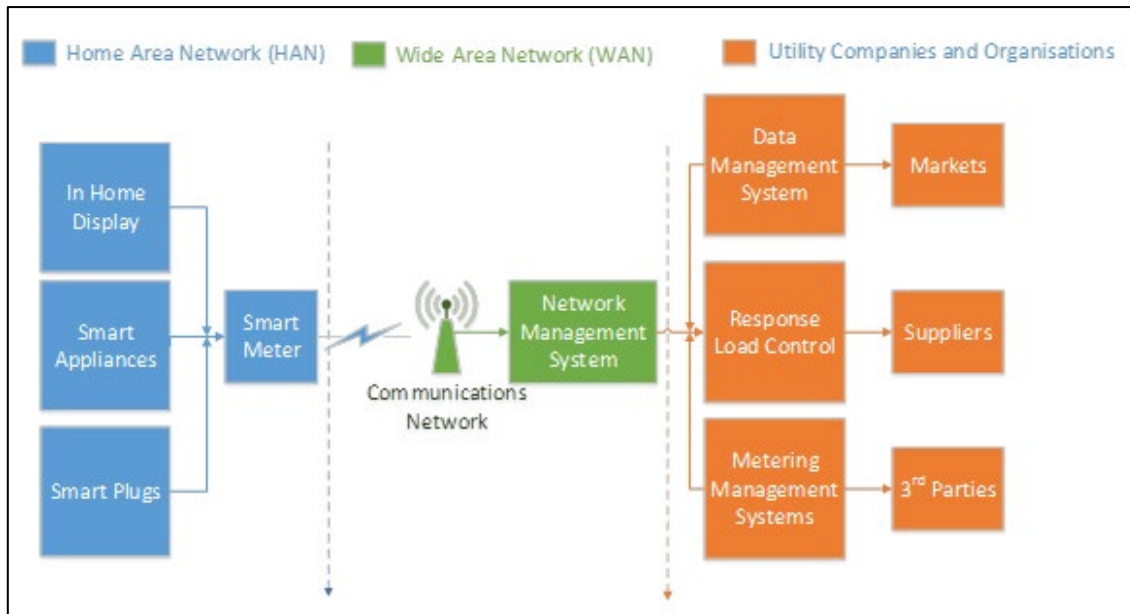 Home Area Network (HAN)
Wide Area Network (WAN)
Utility Companies and Organisations
In Home
Display
Smart
Appliances
Smart Plugs
Smart
Meter
Communications
Network
Network
Management
System
Data
Management
System
Markets
Response
Load Control
Suppliers
Metering
Management
Systems
3rd Parties